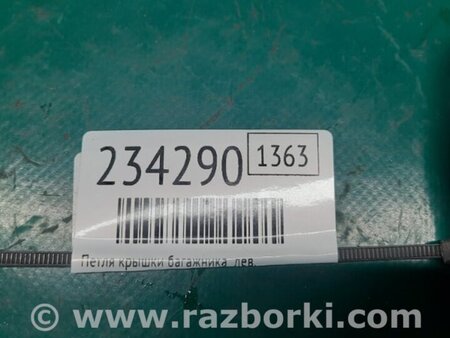 234290 1363
Петля крышки багажника лев.
© www.razborki.com